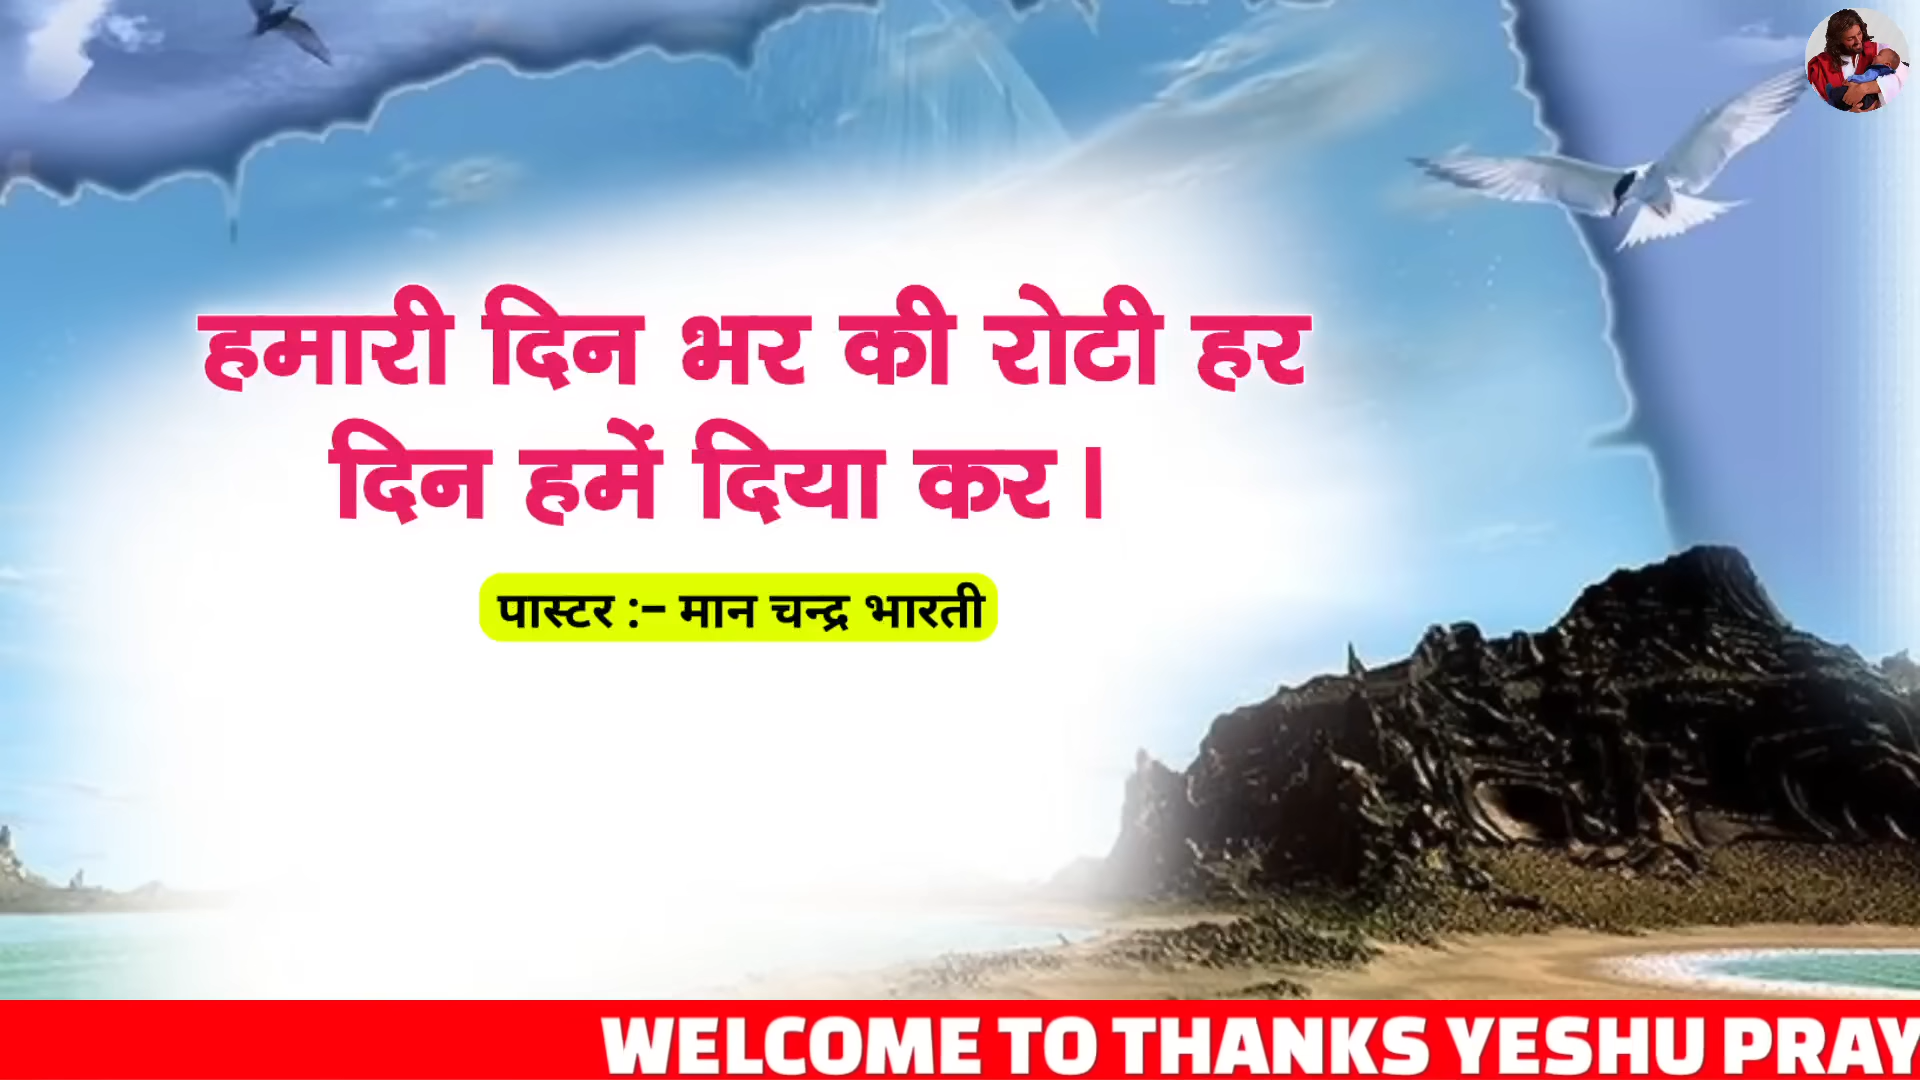 हमारी दिन भर की रोटी हर
दिन हमें दिया कर।
पास्टर :- मान चन्द्र भारती
WELCOME TO THANKS YESHU PRAY